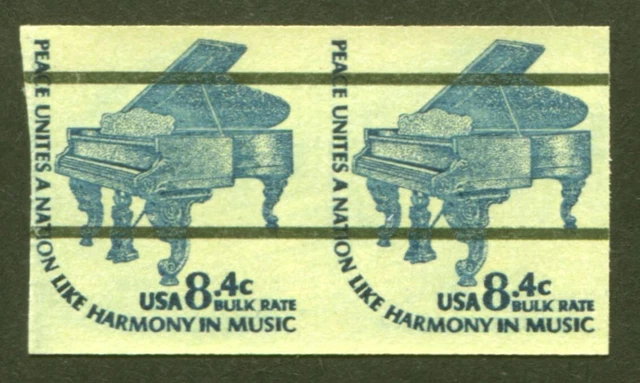 PEACE UNITES A NATION LIKE HARMONY IN MUSIC
USA 8.4c
BULK RATE
PEACE UNITES A NATION LIKE HARMONY IN MUSIC
USA 8.4c
BULK RATE